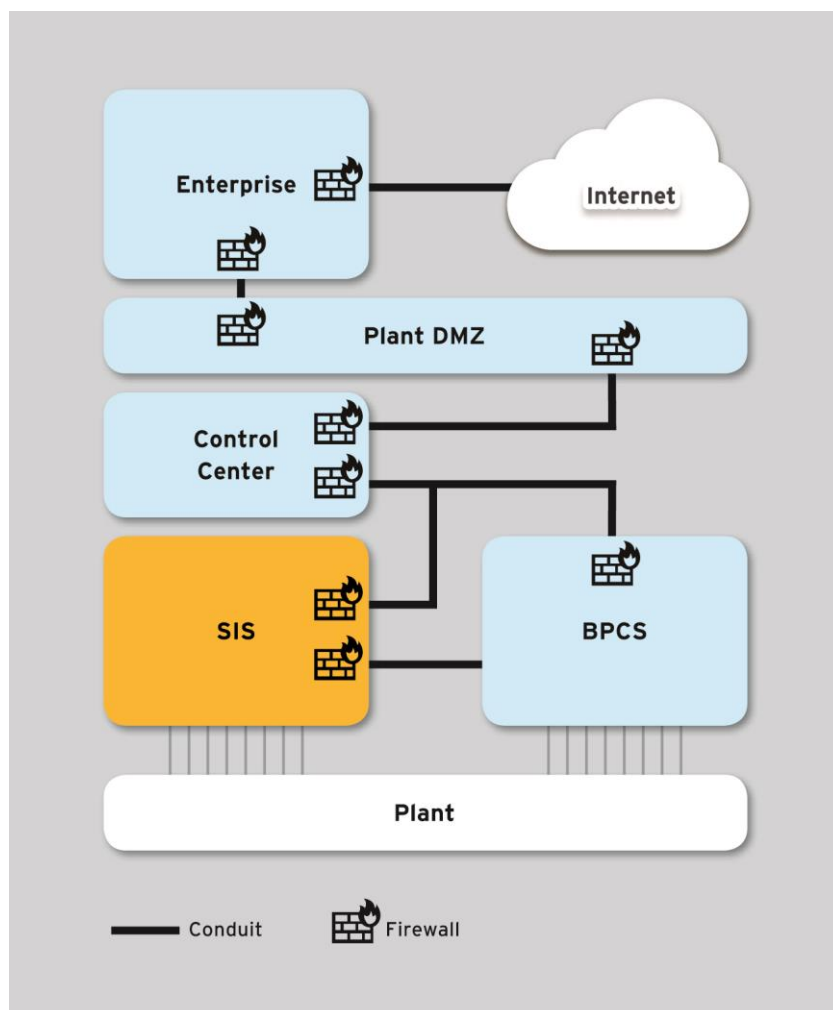 Enterprise
Internet
Plant DMZ
Control
Center
SIS
BPCS
Plant
Conduit
Firewall